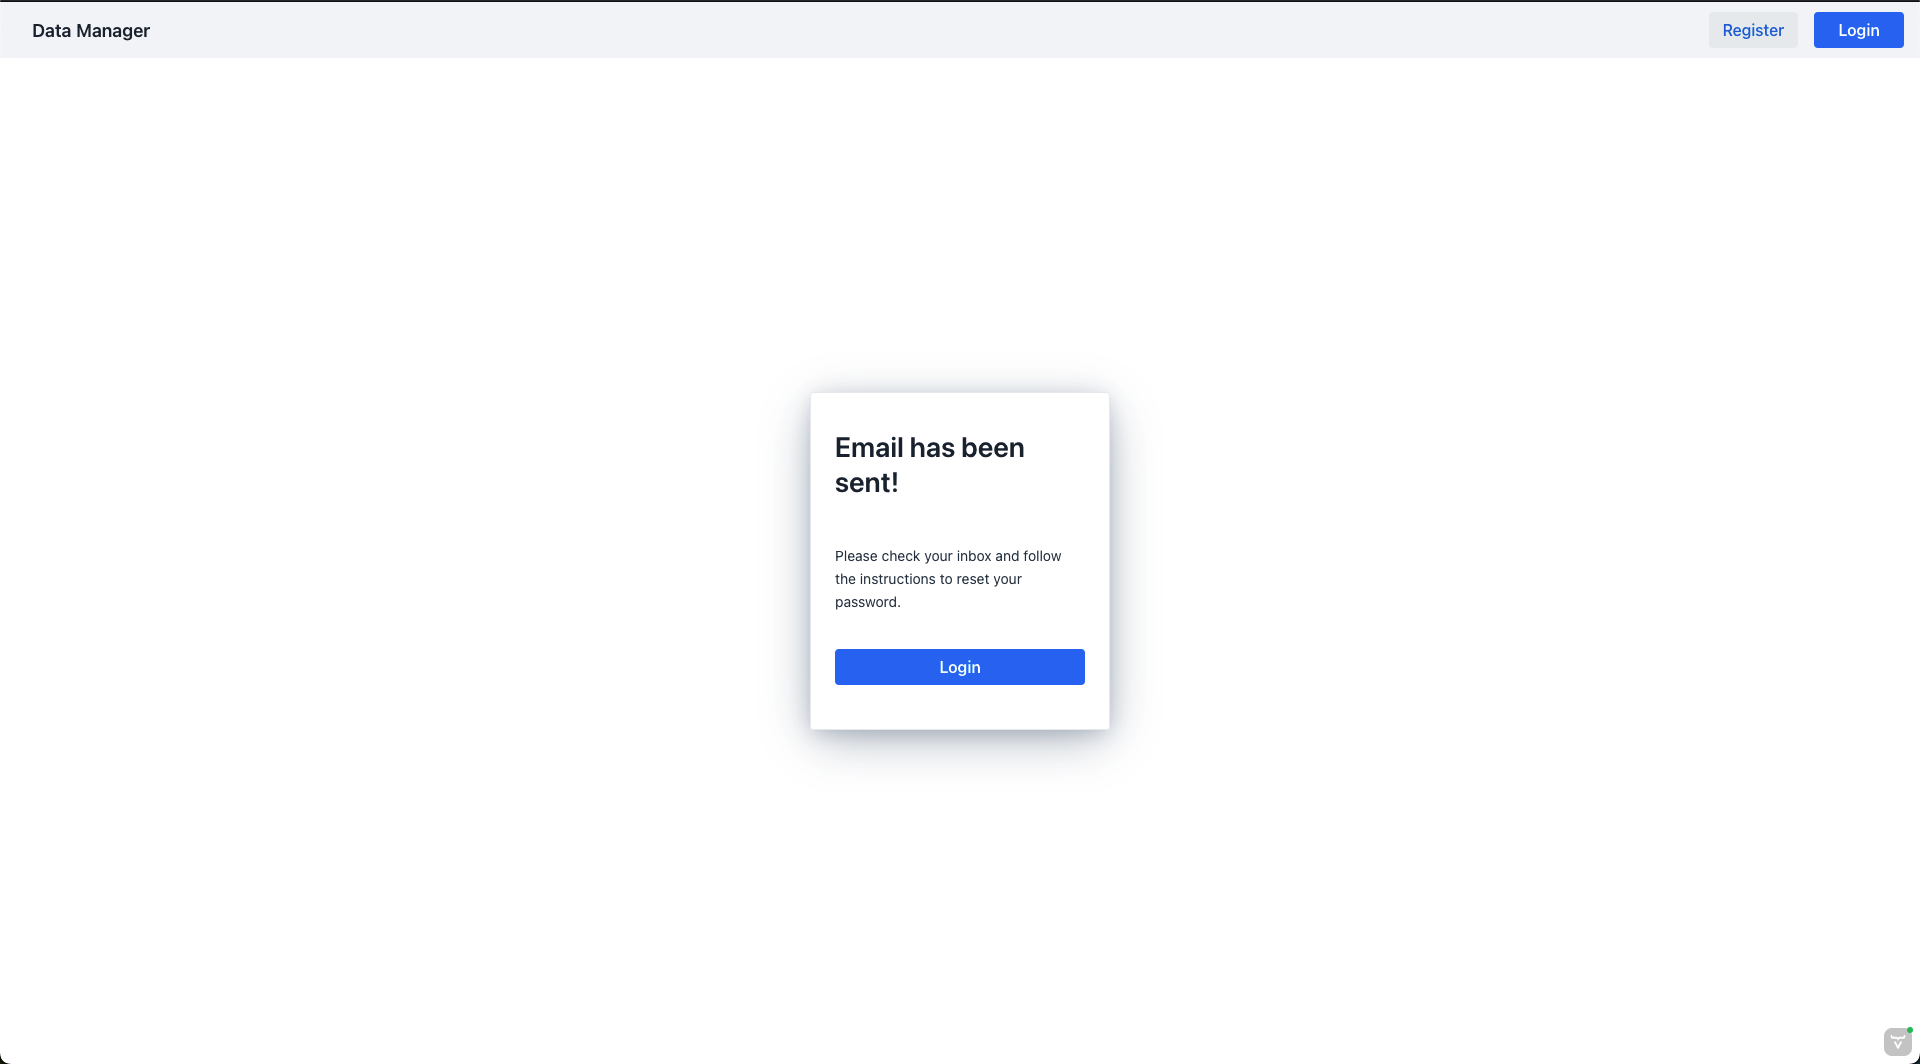 Data Manager
Register
Login
Email has been
sent!
Please check your inbox and follow
the instructions to reset your
password.
Login